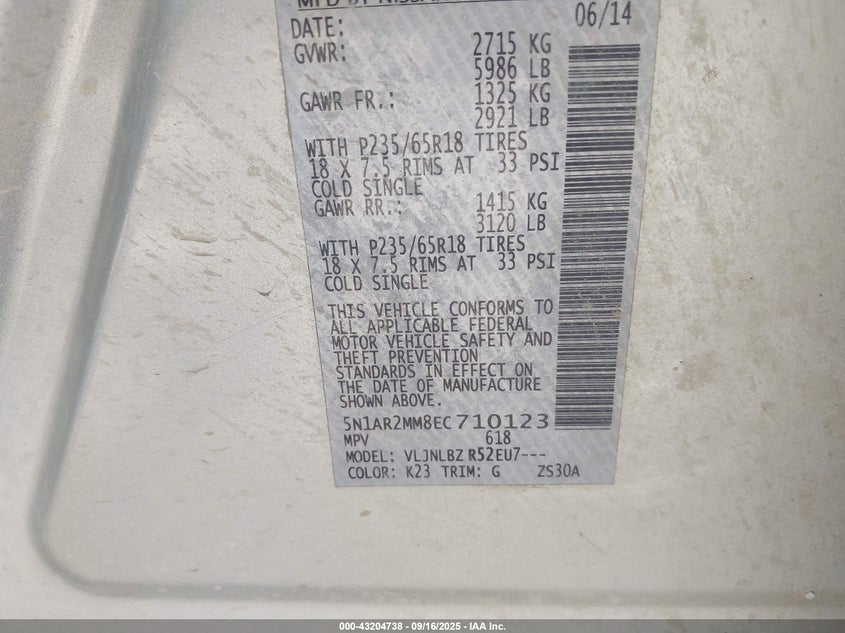 MFD BY NISSAN
DATE: 06/14
GVWR: 2715 KG
5986 LB
GAWR FR.: 1325 KG
2921 LB
WITH P235/65R18 TIRES
18 X 7.5 RIMS AT 33 PSI
COLD SINGLE
GAWR RR.: 1415 KG
3120 LB
WITH P235/65R18 TIRES
18 X 7.5 RIMS AT 33 PSI
COLD SINGLE
THIS VEHICLE CONFORMS TO
ALL APPLICABLE FEDERAL
MOTOR VEHICLE SAFETY AND
THEFT PREVENTION
STANDARDS IN EFFECT ON
THE DATE OF MANUFACTURE
SHOWN ABOVE.
5N1AR2MM8EC710123
MPV 618
MODEL: VLJNLBZ R52EU7---
COLOR: K23 TRIM: G ZS30A
000-43204738 - 09/16/2025 - IAA Inc.